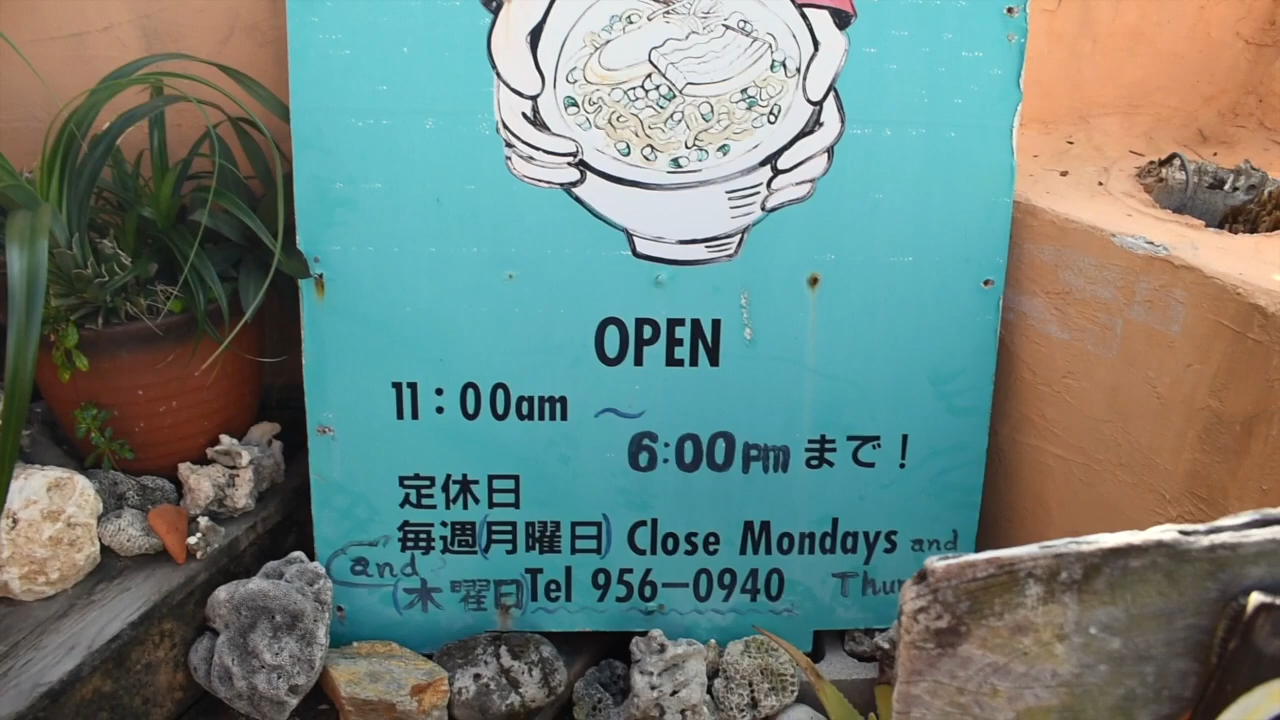 OPEN
11:00am ～
6:00pm まで！
定休日
毎週(月曜日) Close Mondays and
and
(木曜日 Tel 956-0940